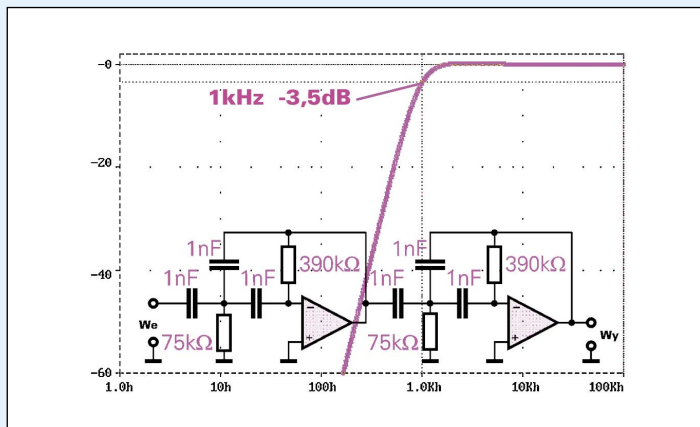 –0
1kHz -3,5dB
–20
1nF
390kΩ
1nF
390kΩ
–40
1nF
1nF
1nF
1nF
We
75kΩ
75kΩ
Wy
–60
1.0h
10h
100h
1.0Kh
10Kh
100Kh